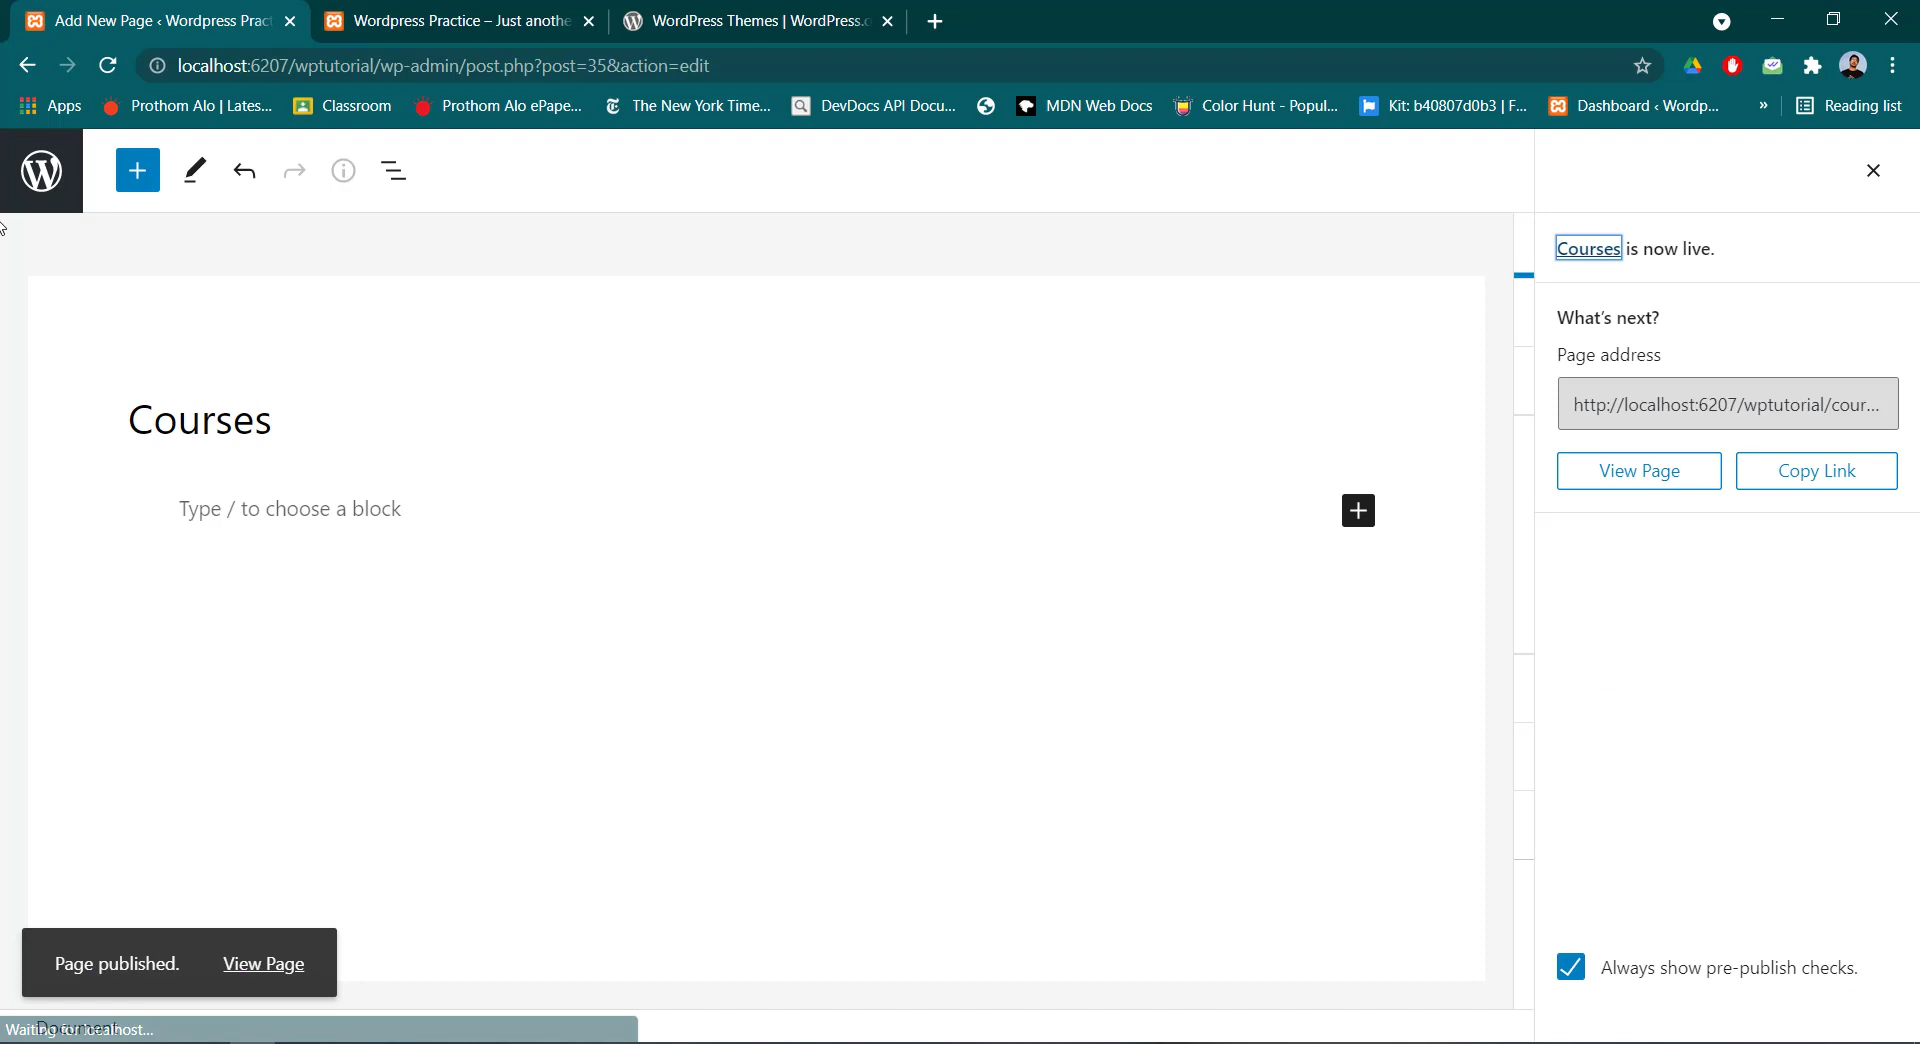 Add New Page ‹ Wordpress Pract
Wordpress Practice – Just anothe
WordPress Themes | WordPress.o
localhost:6207/wptutorial/wp-admin/post.php?post=35&action=edit
Apps
Prothom Alo | Lates...
Classroom
Prothom Alo ePape...
The New York Time...
DevDocs API Docu...
MDN Web Docs
Color Hunt - Popul...
Kit: b40807d0b3 | F...
Dashboard ‹ Wordp...
»
Reading list
Courses is now live.
What's next?
Page address
http://localhost:6207/wptutorial/cour...
View Page
Copy Link
Courses
Type / to choose a block
Page published.
View Page
Always show pre-publish checks.
Document
Waiting for localhost...